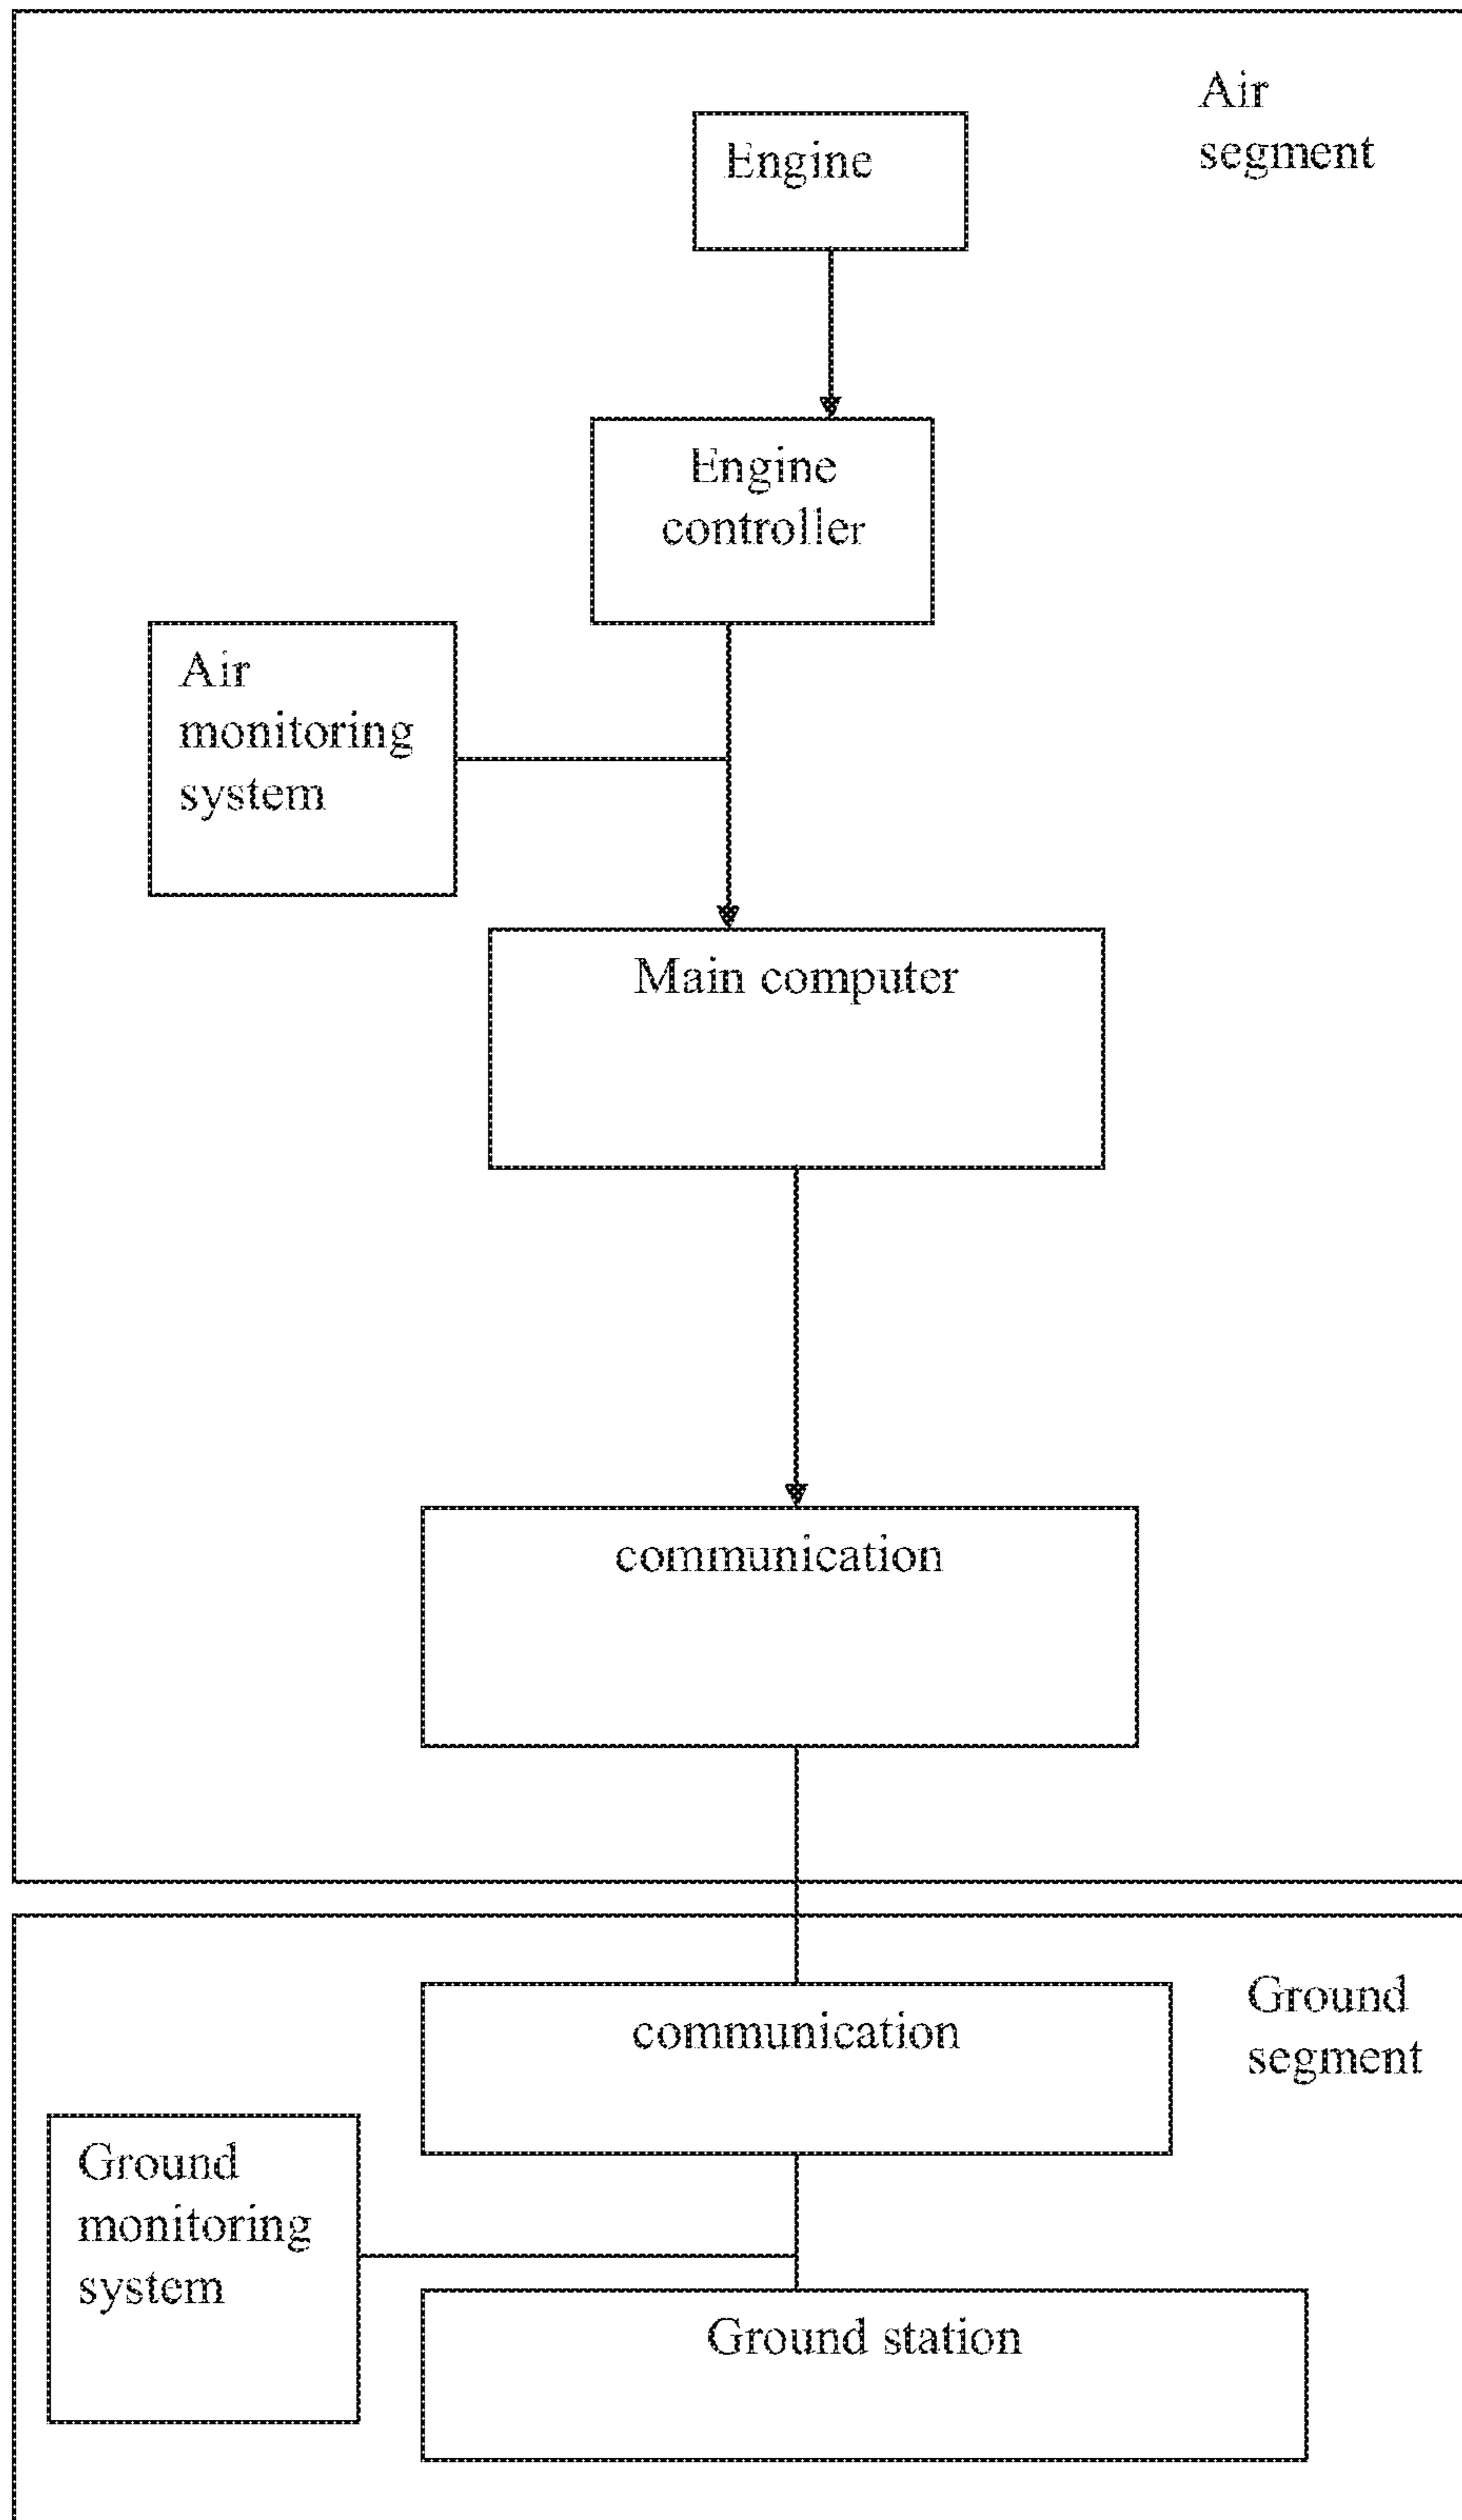 Air
segment
Engine
Engine
controller
Air
monitoring
system
Main computer
communication
communication
Ground
segment
Ground
monitoring
system
Ground station